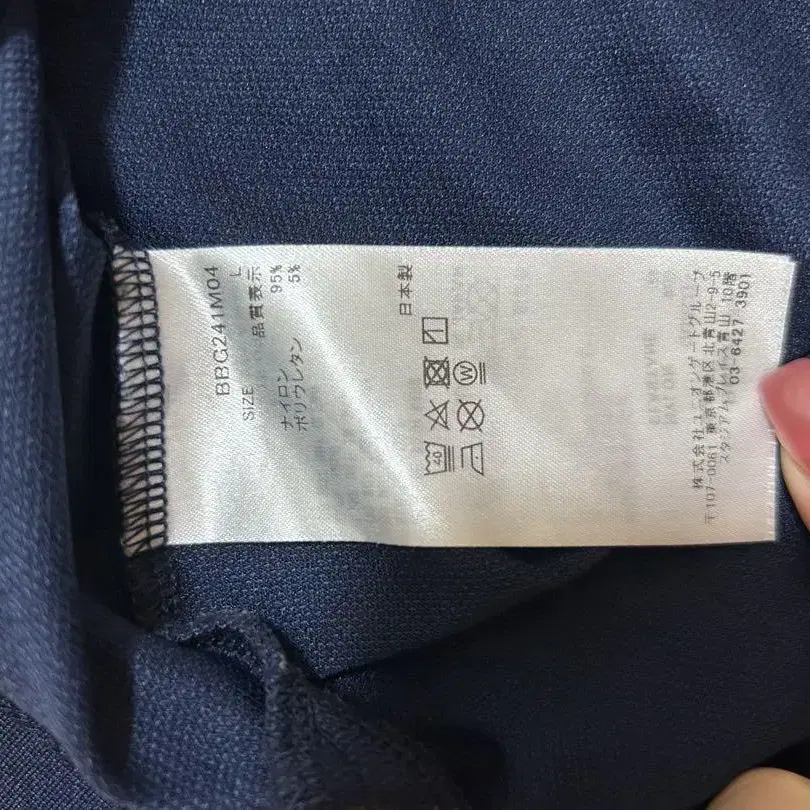 BBG241M04
SIZE L
品質表示
ナイロン 95%
ポリウレタン 5%
日本製
40
W
株式会社ユーゴンゲートグループ
〒107-0061 東京都港区北青山2-9-5
スタジアムプレイス青山 10階
03-6427-3901